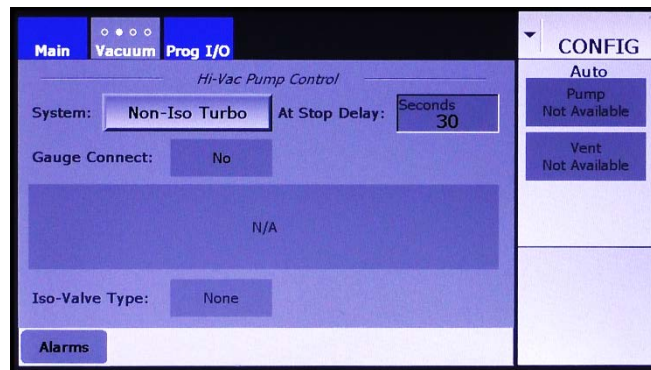 Main
Vacuum
Prog I/O
CONFIG
Hi-Vac Pump Control
System: Non-Iso Turbo At Stop Delay: Seconds 30
Gauge Connect: No
N/A
Iso-Valve Type: None
Alarms
Auto
Pump
Not Available
Vent
Not Available